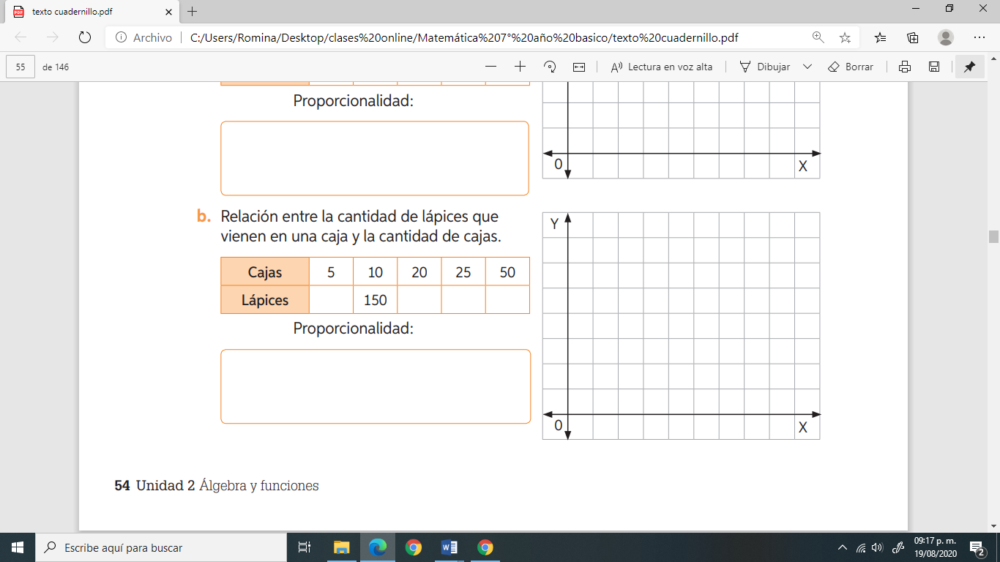 texto cuadernillo.pdf
Archivo C:/Users/Romina/Desktop/clases%20online/Matemática%207°%20año%20basico/texto%20cuadernillo.pdf
55 de 146 Lectura en voz alta Dibujar Borrar
Proporcionalidad:
0 X
b. Relación entre la cantidad de lápices que
vienen en una caja y la cantidad de cajas.
Cajas 5 10 20 25 50
Lápices 150
Proporcionalidad:
Y
0 X
54 Unidad 2 Álgebra y funciones
Escribe aquí para buscar
09:17 p. m.
19/08/2020
2